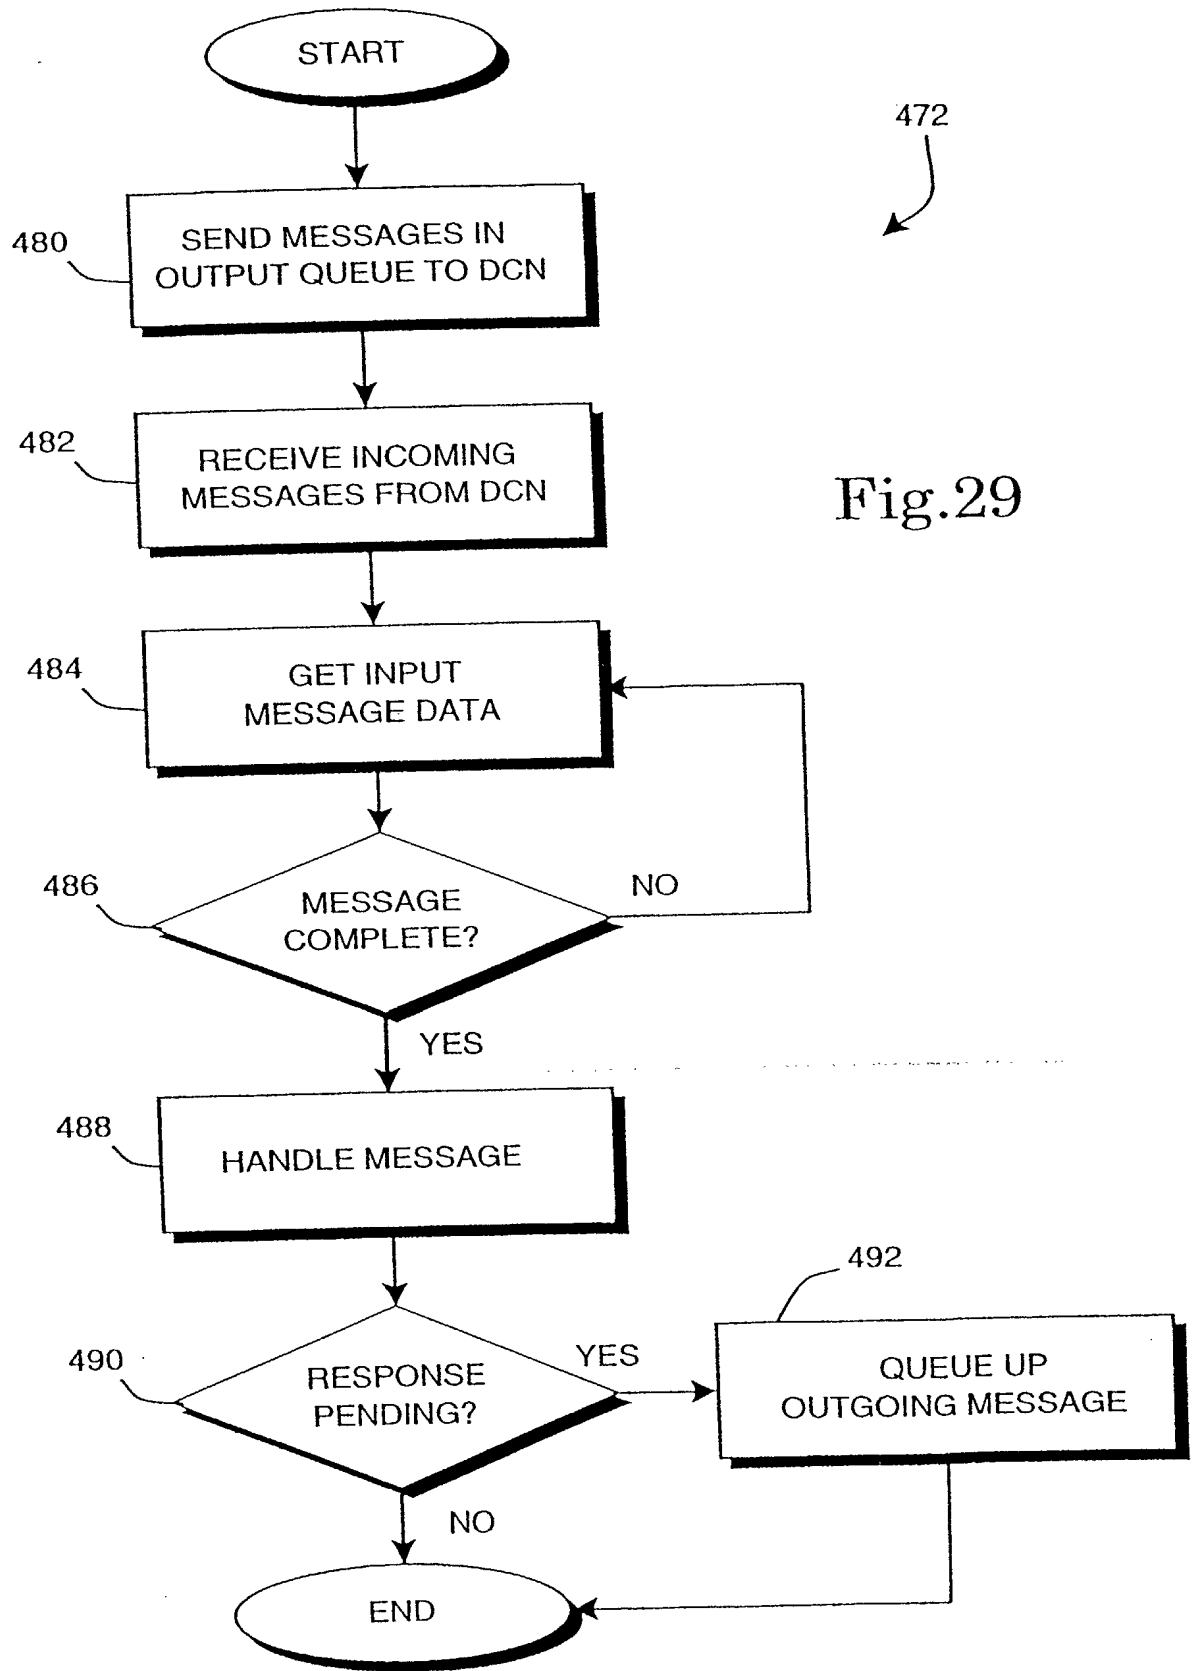 START
472
480
SEND MESSAGES IN
OUTPUT QUEUE TO DCN
482
RECEIVE INCOMING
MESSAGES FROM DCN
Fig.29
484
GET INPUT
MESSAGE DATA
486
MESSAGE
COMPLETE?
NO
YES
488
HANDLE MESSAGE
490
RESPONSE
PENDING?
YES
492
QUEUE UP
OUTGOING MESSAGE
NO
END